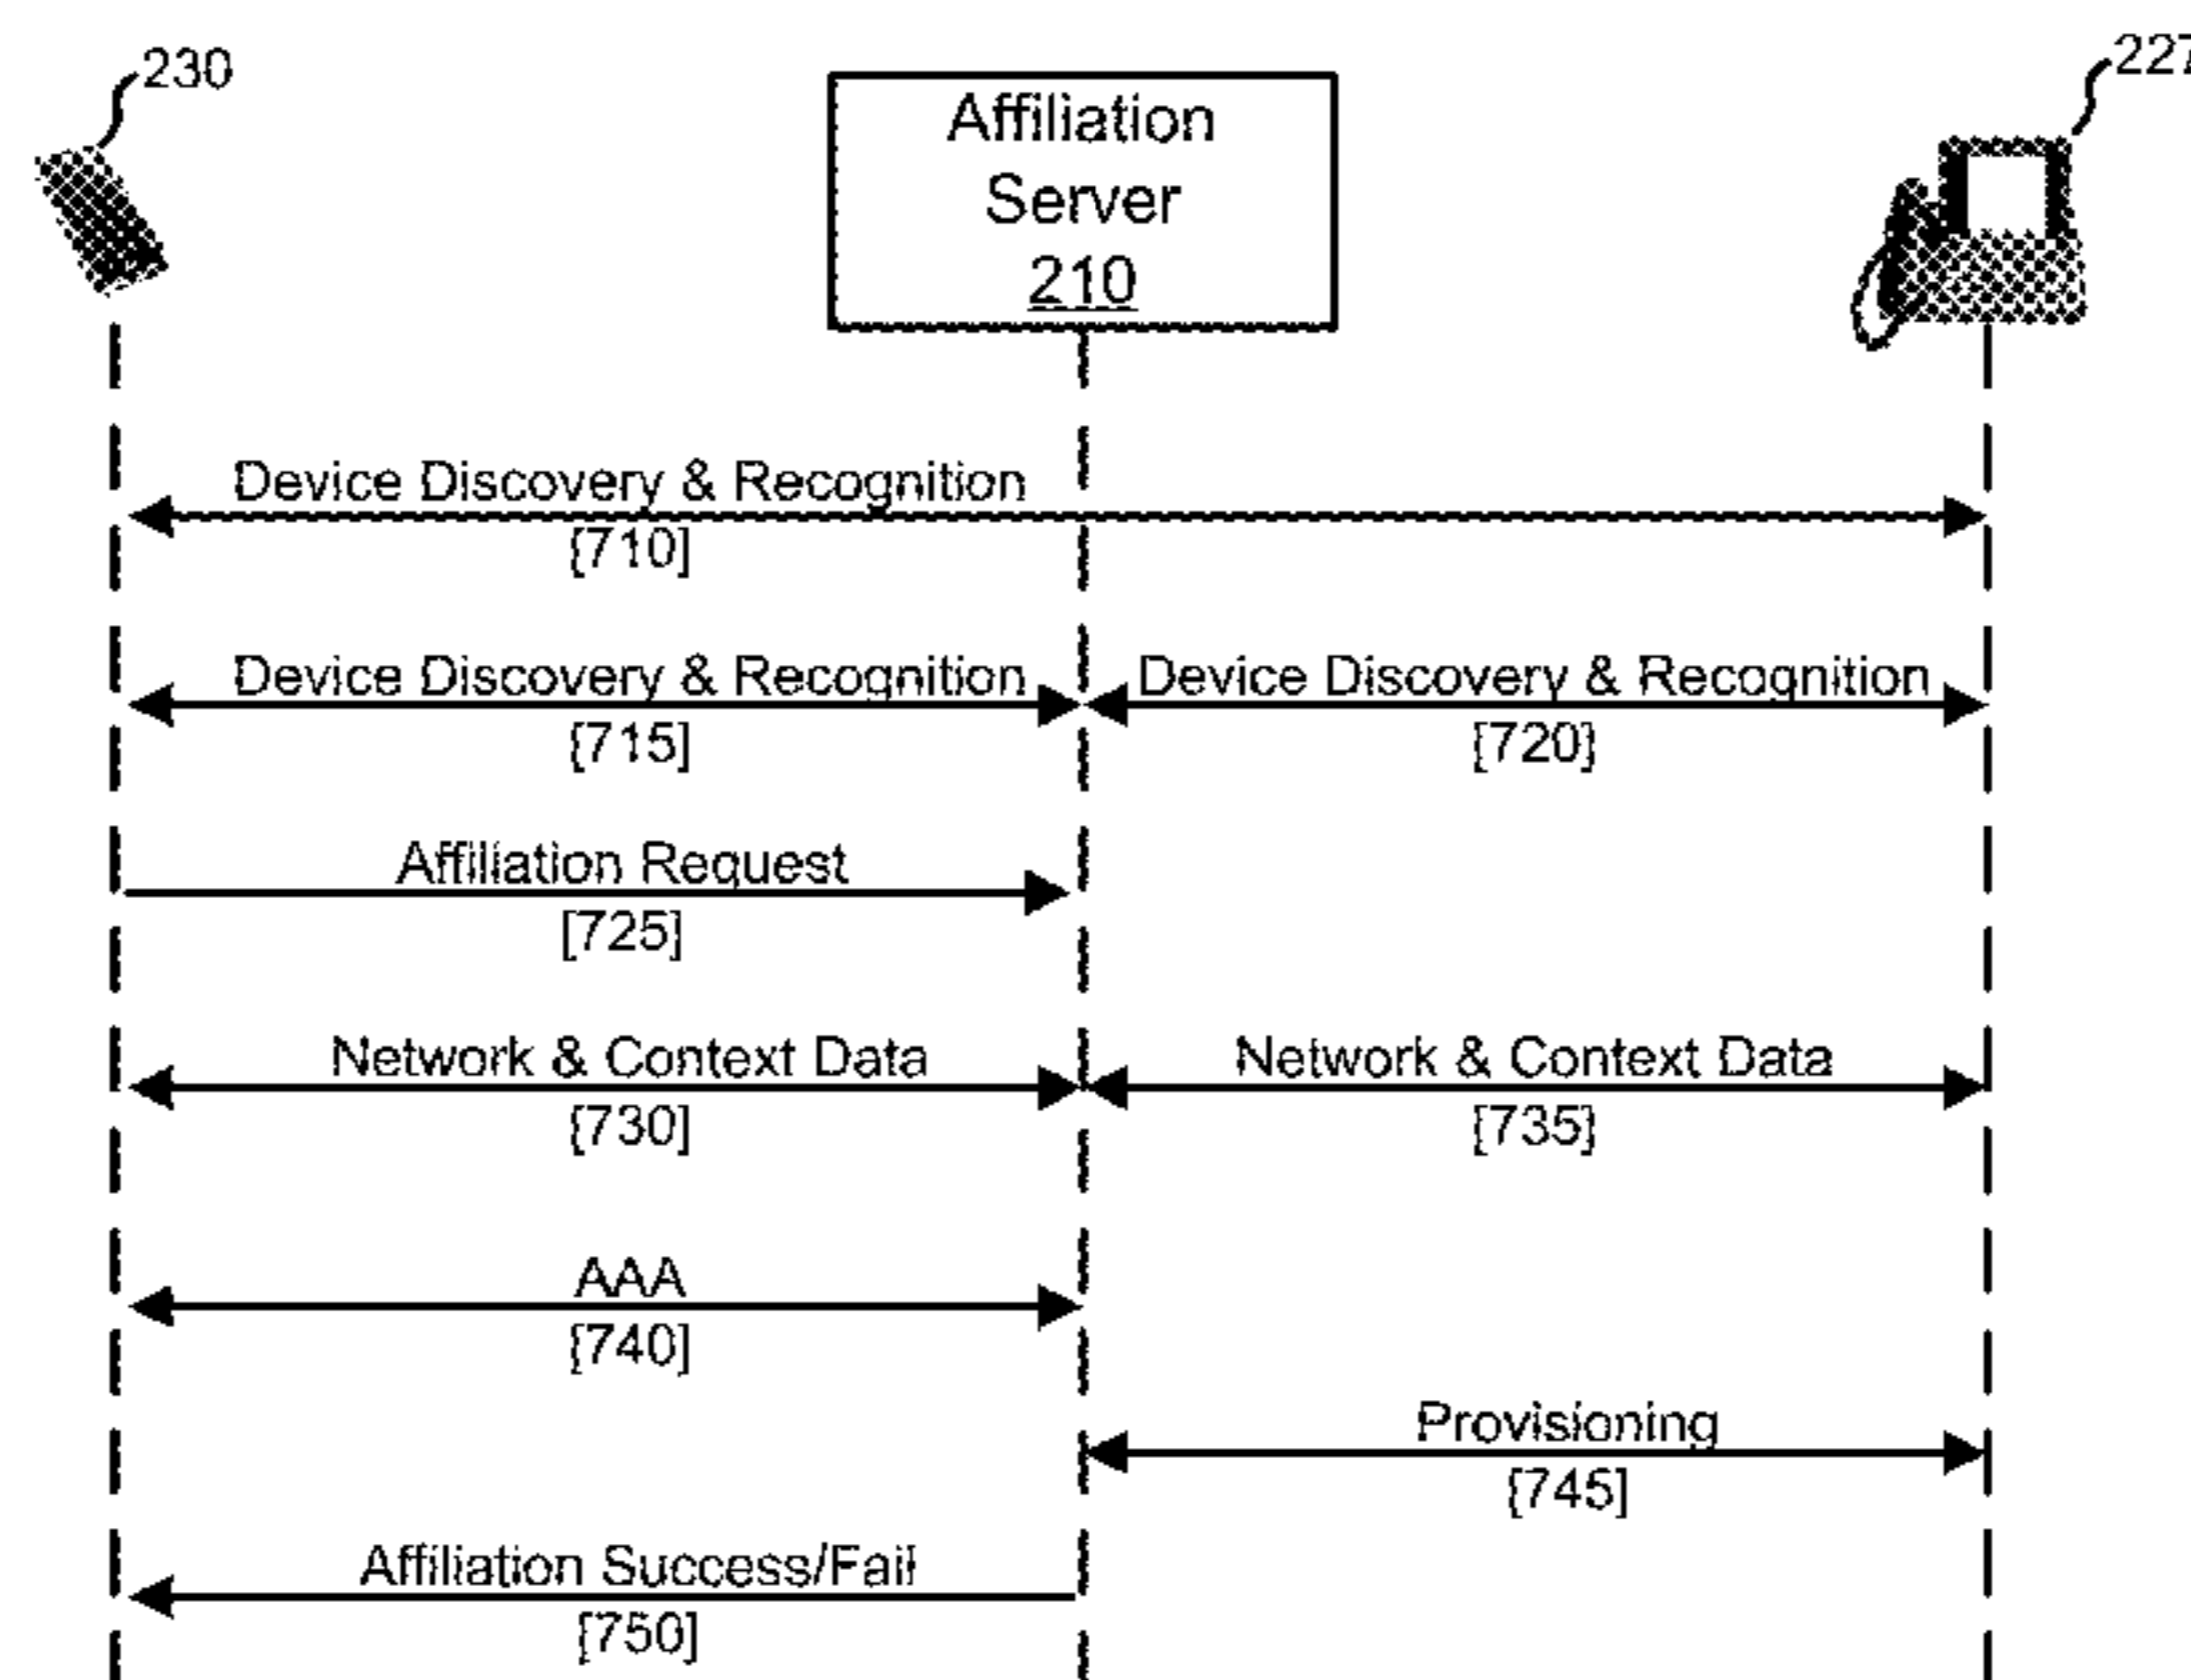 230
Affiliation
Server
210
227
Device Discovery & Recognition
[710]
Device Discovery & Recognition
[715]
Device Discovery & Recognition
[720]
Affiliation Request
[725]
Network & Context Data
[730]
Network & Context Data
[735]
AAA
[740]
Provisioning
[745]
Affiliation Success/Fail
[750]